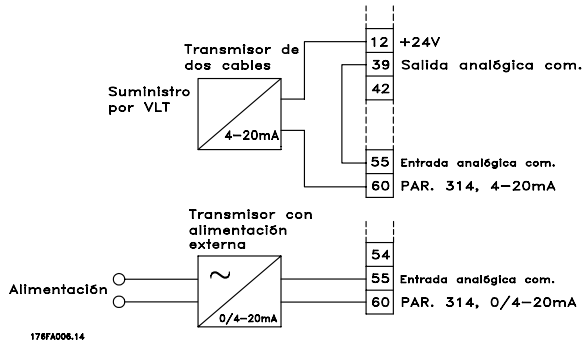 Transmisor de
dos cables
Suministro
por VLT
4-20mA
12 +24V
39 Salida analógica com.
42
55 Entrada analógica com.
60 PAR. 314, 4-20mA
Transmisor con
alimentación
externa
Alimentación
~
0/4-20mA
54
55 Entrada analógica com.
60 PAR. 314, 0/4-20mA
176FA006.14